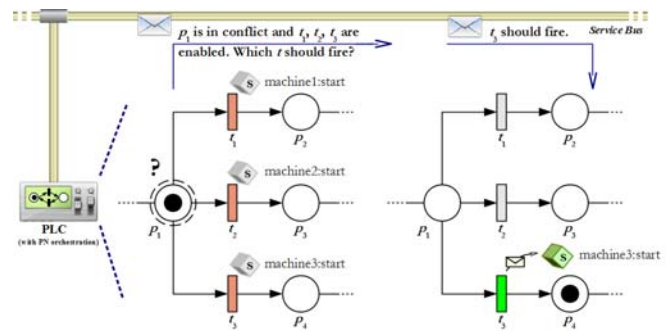 p1 is in conflict and t1, t2, t3 are
enabled. Which t should fire?
t3 should fire.
Service Bus
S machine1:start
t1
p2
t1
p2
?
S machine2:start
PLC
(with PN orchestration)
p1
t2
p3
p1
t2
p3
S machine3:start
S machine3:start
t3
p4
t3
p4